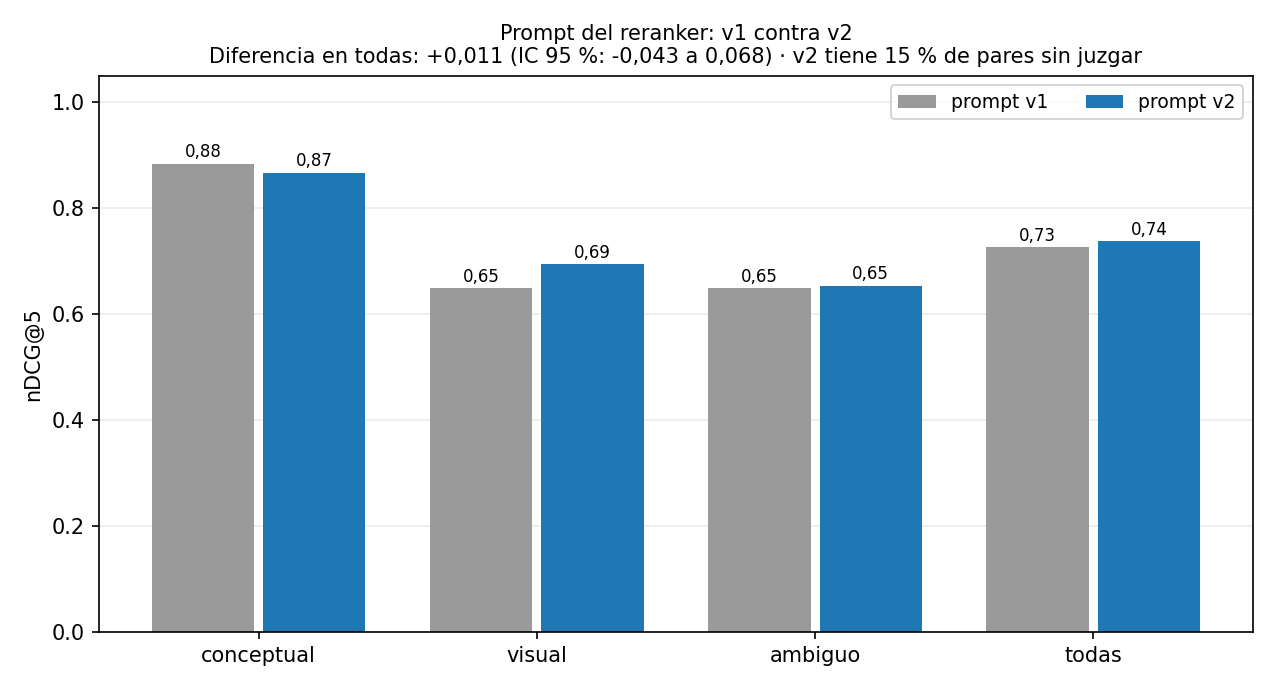 Prompt del reranker: v1 contra v2
Diferencia en todas: +0,011 (IC 95 %: -0,043 a 0,068) · v2 tiene 15 % de pares sin juzgar
prompt v1
prompt v2
nDCG@5
1.0
0.8
0.6
0.4
0.2
0.0
0,88
0,87
0,65
0,69
0,65
0,65
0,73
0,74
conceptual
visual
ambiguo
todas